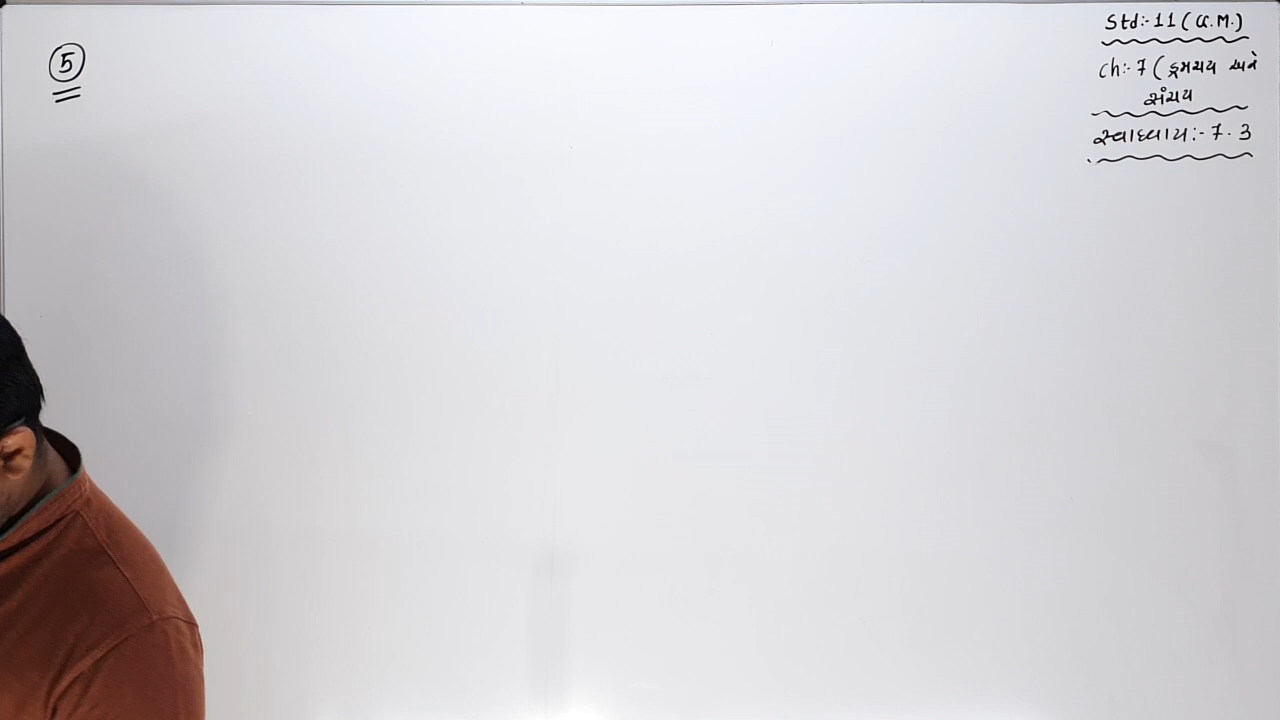 5
Std:- 11 ( G.M.)
ch:- 7 ( ક્રમચય અને
સંચય
સ્વાધ્યાય:- 7.3